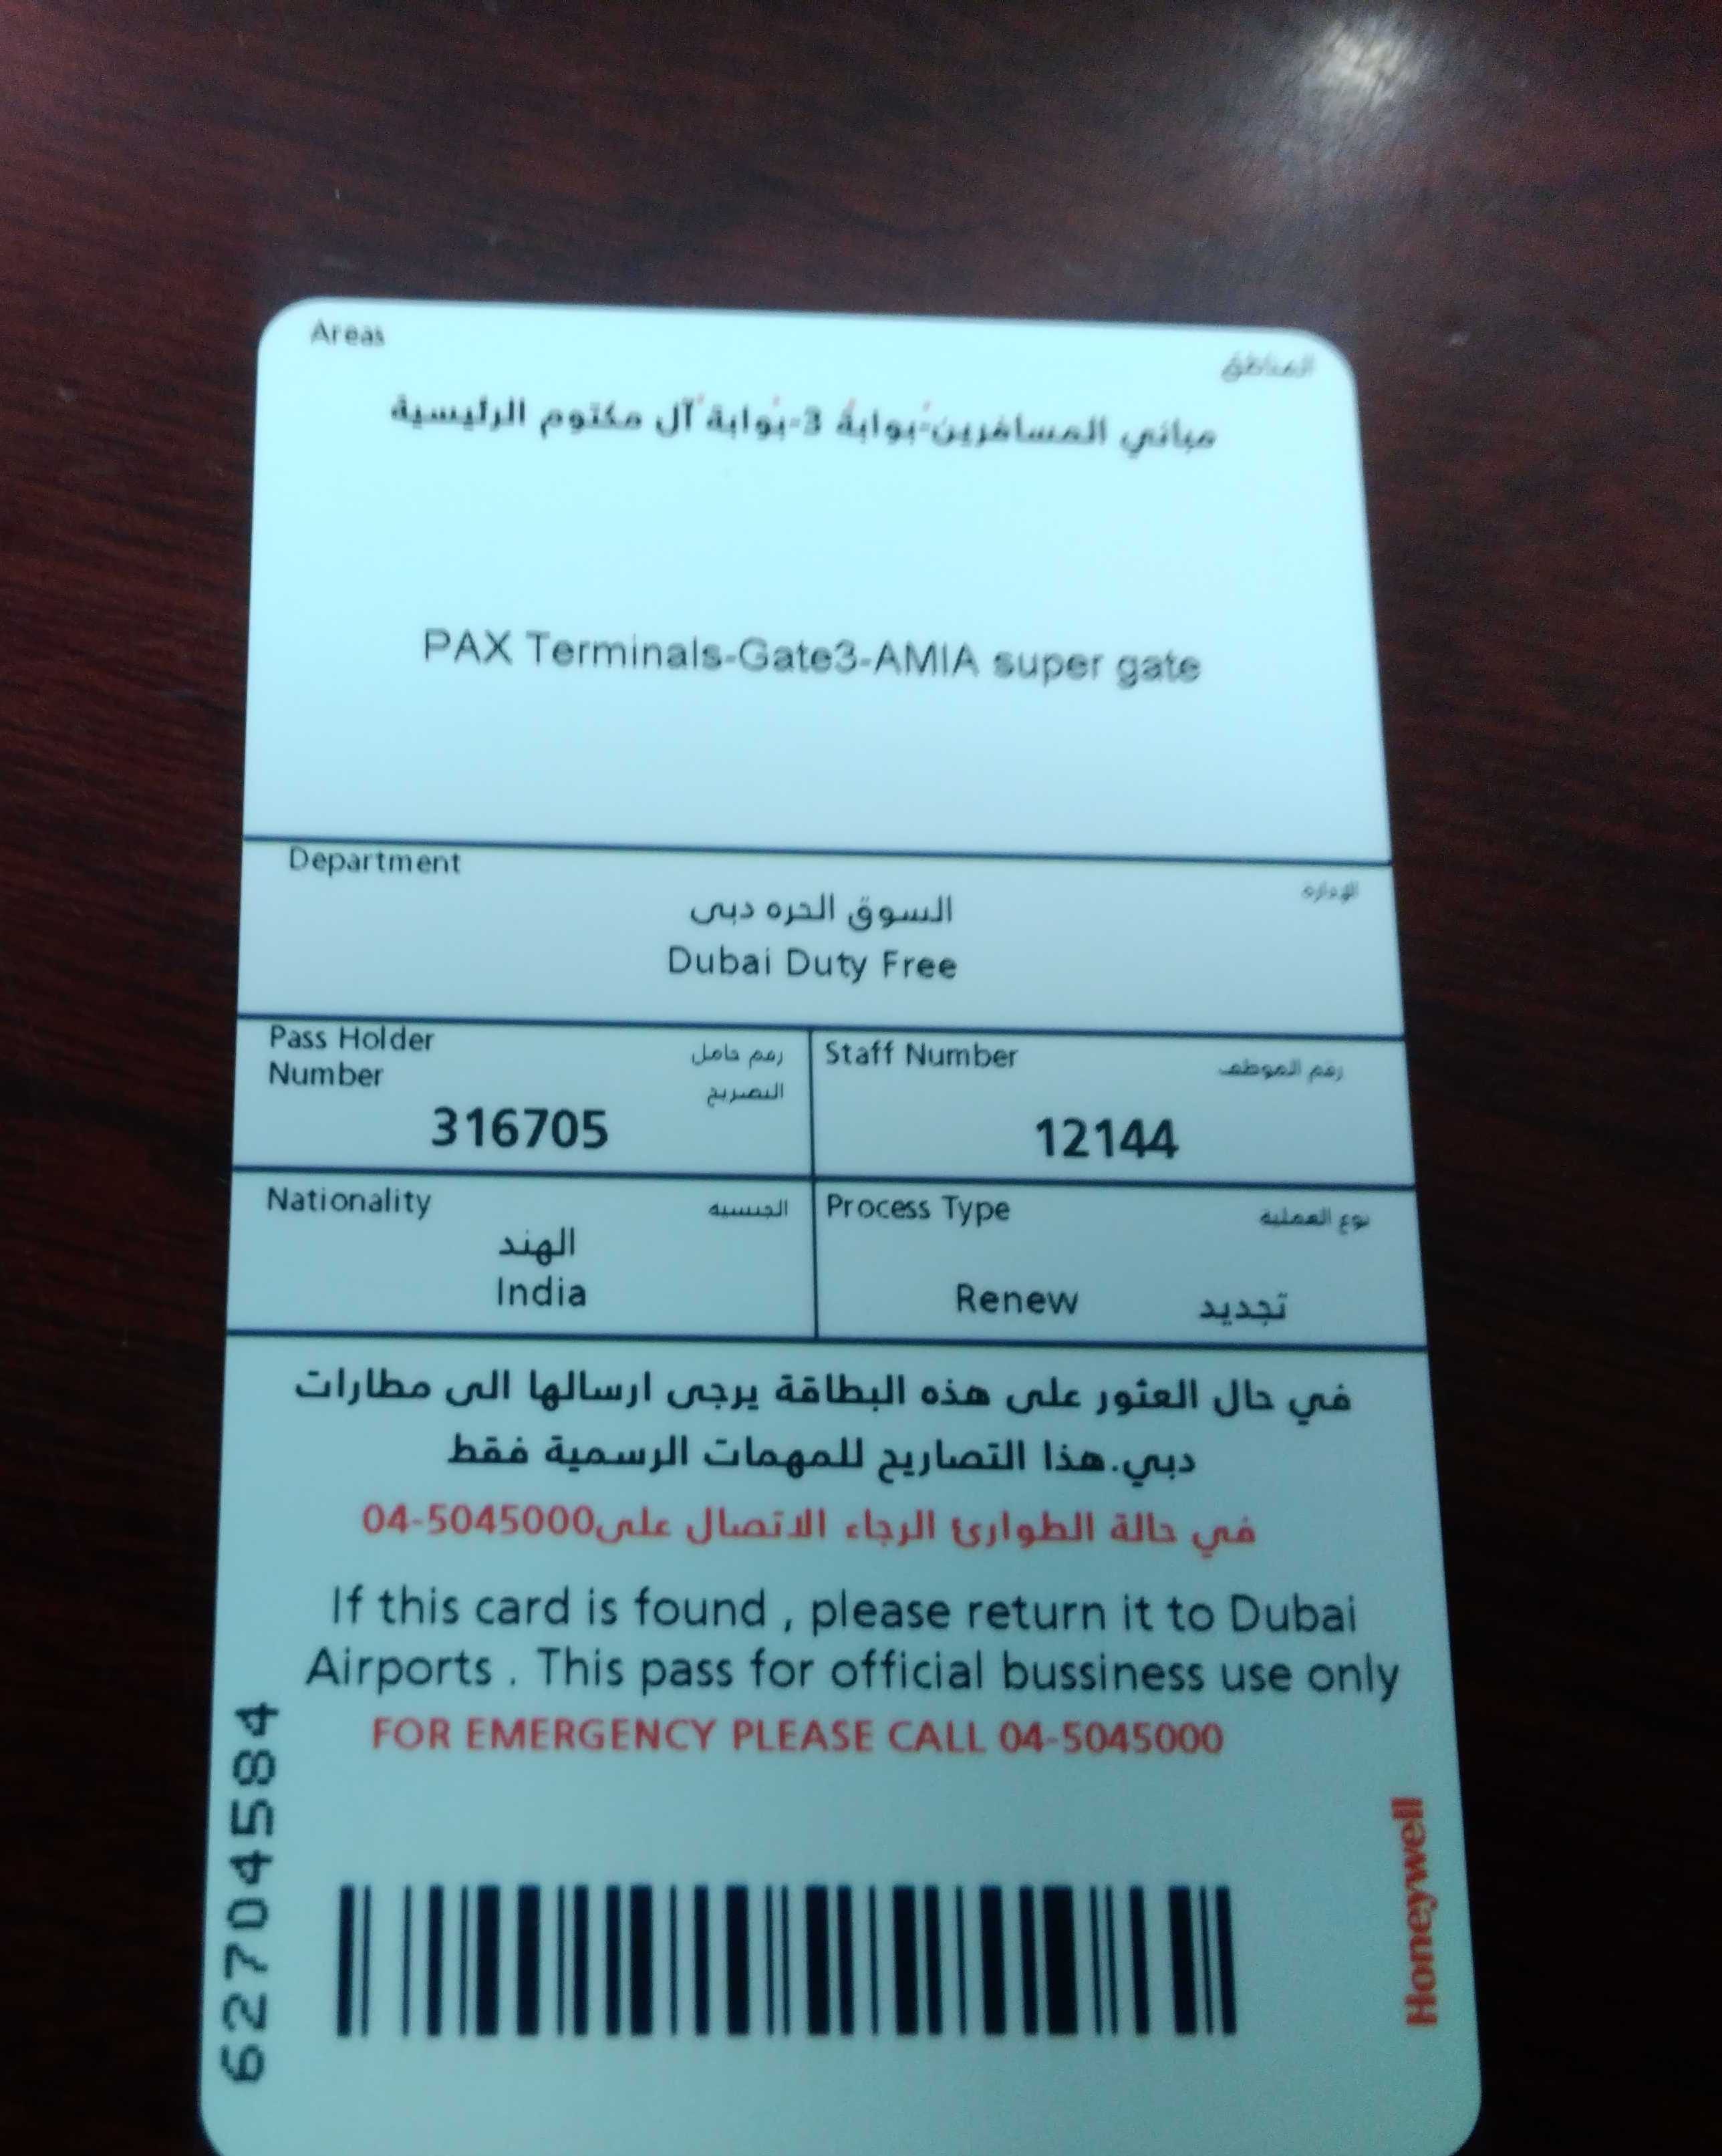 Areas
المناطق
مباني المسافرين-بوابة 3-بوابة آل مكتوم الرئيسية
PAX Terminals-Gate3-AMIA super gate
Department
الإدارة
السوق الحره دبى
Dubai Duty Free
Pass Holder
Number
رقم حامل
التصريح
316705
Staff Number
رقم الموظف
12144
Nationality
الجنسية
الهند
India
Process Type
نوع العملية
Renew تجديد
في حال العثور على هذه البطاقة يرجى ارسالها الى مطارات
دبي.هذا التصاريح للمهمات الرسمية فقط
في حالة الطوارئ الرجاء الاتصال على04-5045000
If this card is found , please return it to Dubai
Airports . This pass for official bussiness use only
FOR EMERGENCY PLEASE CALL 04-5045000
62704584
Honeywell